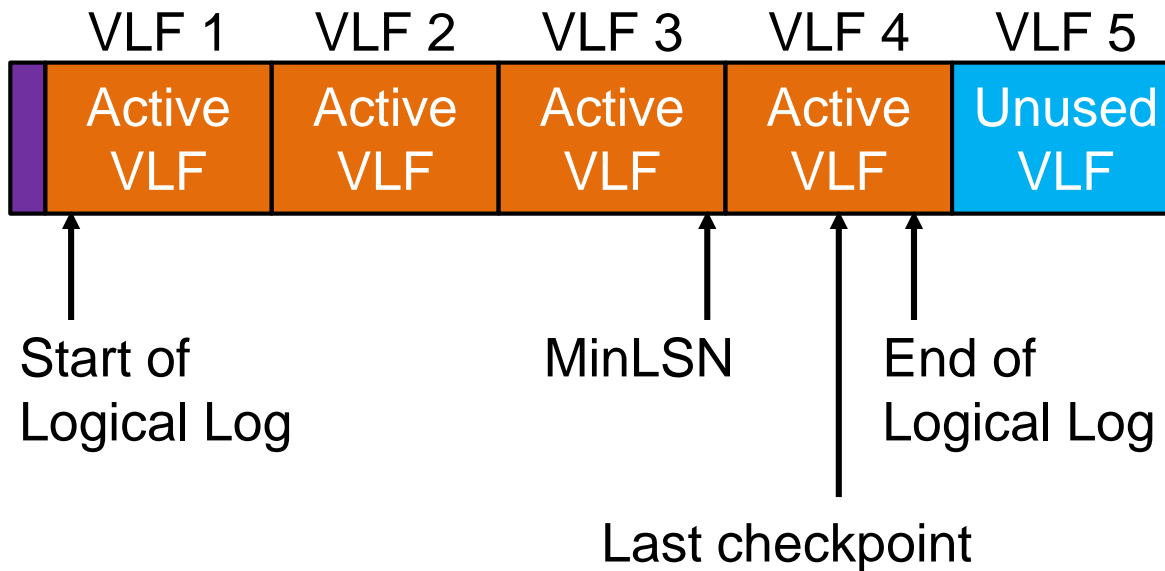 VLF 1 VLF 2 VLF 3 VLF 4 VLF 5
Active Active Active Active Unused
VLF VLF VLF VLF VLF
Start of MinLSN End of
Logical Log Logical Log
Last checkpoint